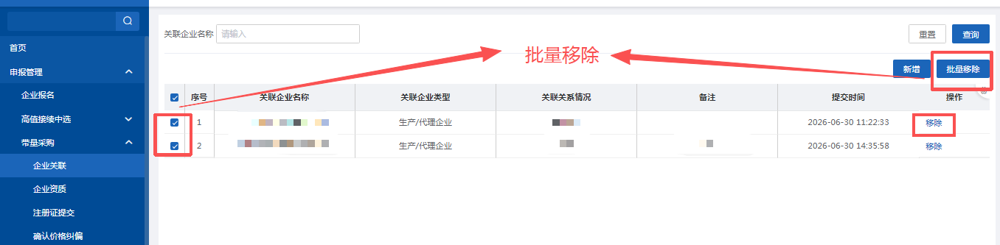 关联企业名称 请输入 重置 查询
首页
批量移除
申报管理
新增 批量移除
企业报名
序号 关联企业名称 关联企业类型 关联关系情况 备注 提交时间 操作
高值接续中选
1 生产/代理企业 2026-06-30 11:22:33 移除
带量采购
2 生产/代理企业 2026-06-30 14:35:58 移除
企业关联
企业资质
注册证提交
确认价格纠偏